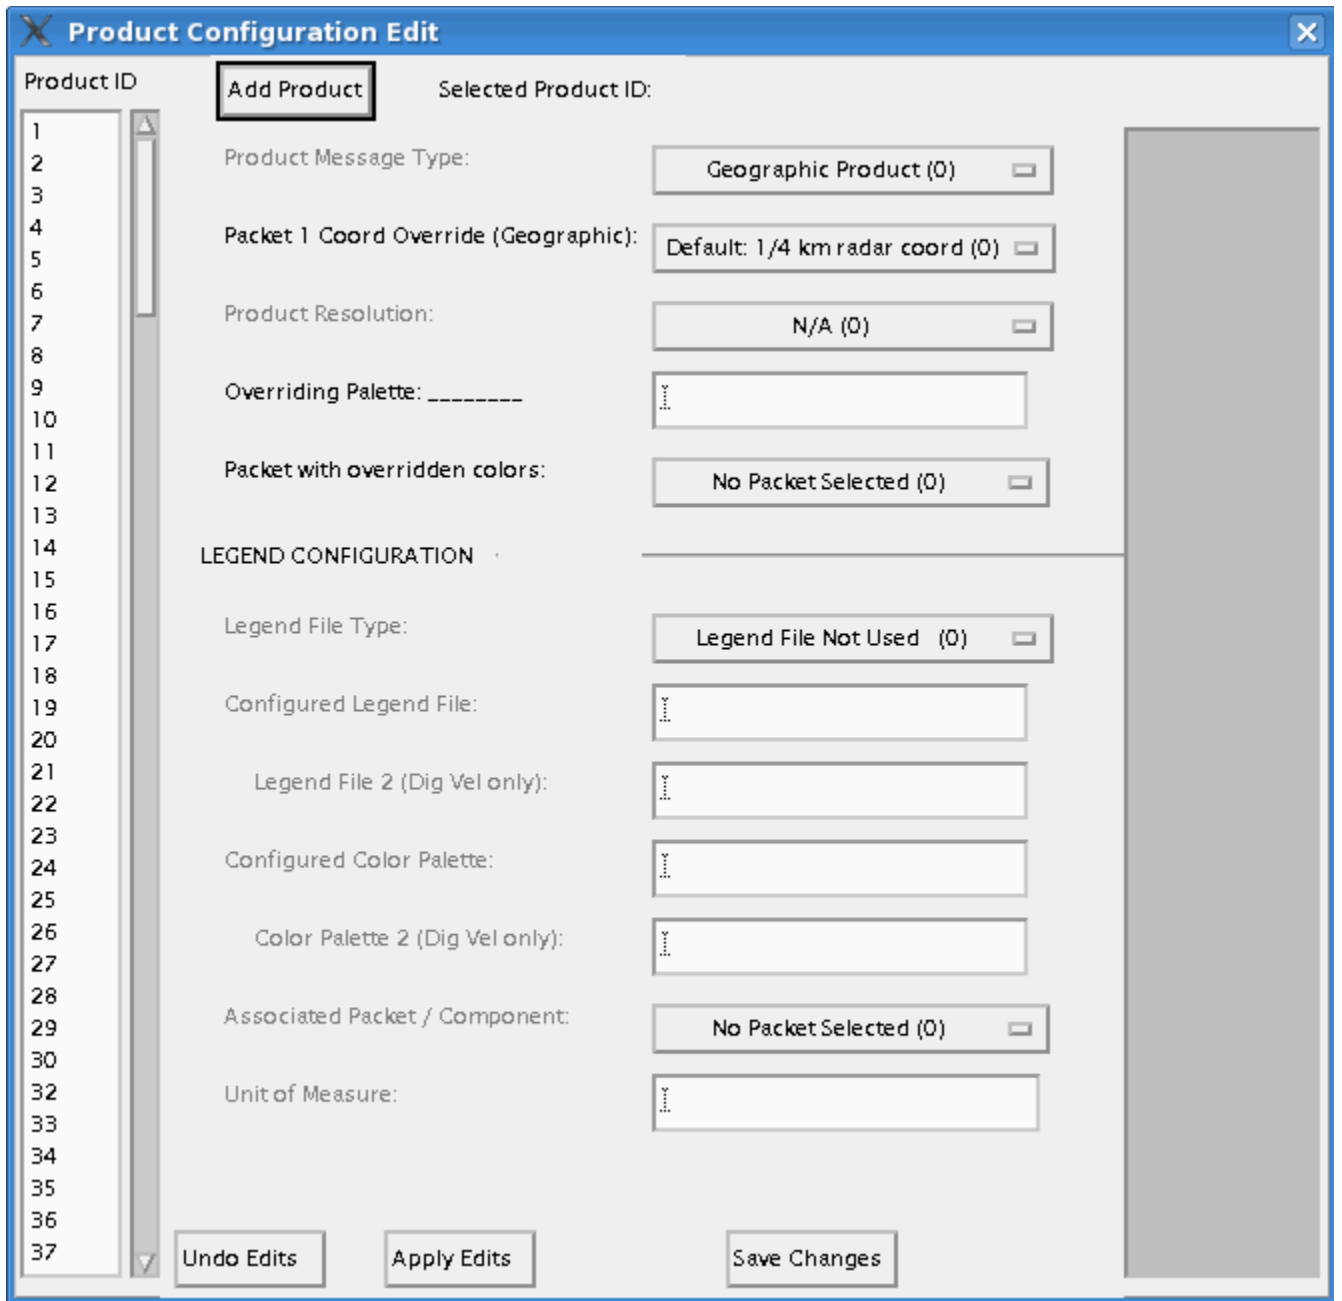 Product Configuration Edit
Product ID
Add Product
Selected Product ID:
1
2
3
4
5
6
7
8
9
10
11
12
13
14
15
16
17
18
19
20
21
22
23
24
25
26
27
28
29
30
32
33
34
35
36
37
Product Message Type:
Geographic Product (0)
Packet 1 Coord Override (Geographic):
Default: 1/4 km radar coord (0)
Product Resolution:
N/A (0)
Overriding Palette: ________
Packet with overridden colors:
No Packet Selected (0)
LEGEND CONFIGURATION
Legend File Type:
Legend File Not Used (0)
Configured Legend File:
Legend File 2 (Dig Vel only):
Configured Color Palette:
Color Palette 2 (Dig Vel only):
Associated Packet / Component:
No Packet Selected (0)
Unit of Measure:
Undo Edits
Apply Edits
Save Changes